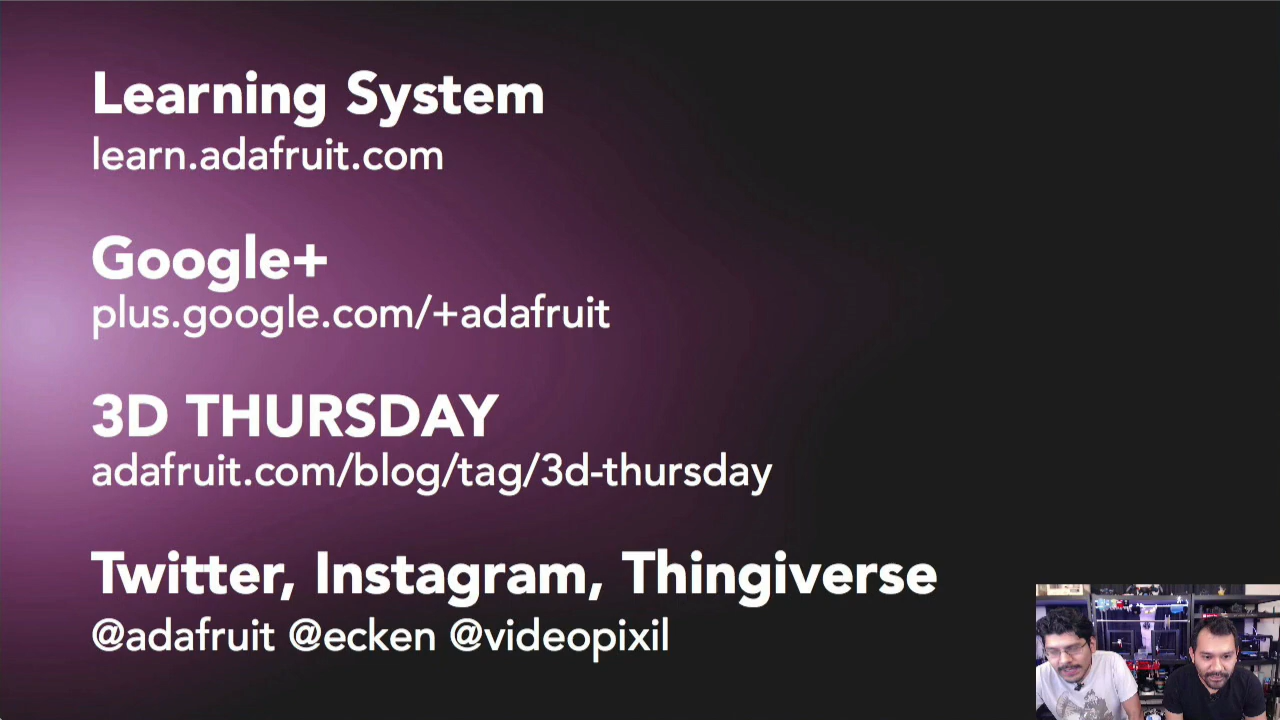 Learning System
learn.adafruit.com
Google+
plus.google.com/+adafruit
3D THURSDAY
adafruit.com/blog/tag/3d-thursday
Twitter, Instagram, Thingiverse
@adafruit @ecken @videopixil